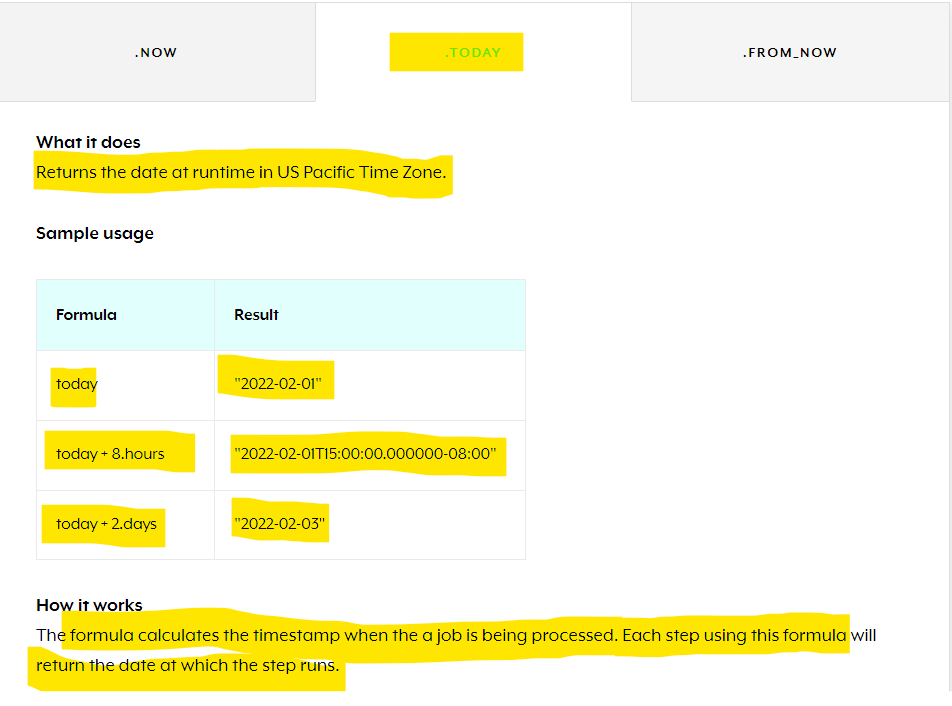 .NOW
.TODAY
.FROM_NOW
What it does
Returns the date at runtime in US Pacific Time Zone.
Sample usage
Formula Result
today "2022-02-01"
today + 8.hours "2022-02-01T15:00:00.000000-08:00"
today + 2.days "2022-02-03"
How it works
The formula calculates the timestamp when the a job is being processed. Each step using this formula will
return the date at which the step runs.